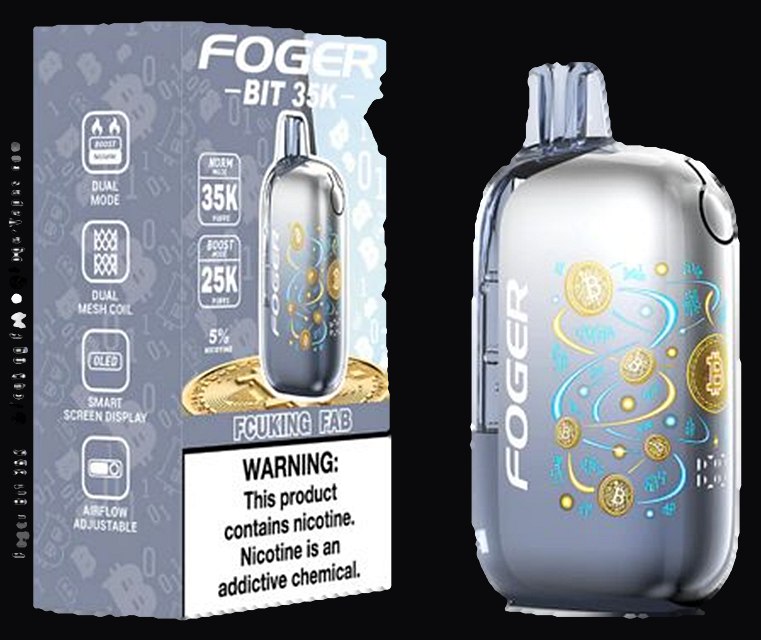 FOGER
-BIT 35K-
BOOST
DUAL
MODE
DUAL
MESH COIL
OLED
SMART
SCREEN DISPLAY
AIRFLOW
ADJUSTABLE
NORM
MODE
35K
PUFFS
BOOST
MODE
25K
PUFFS
5%
NICOTINE
FOGER
FCUKING FAB
WARNING:
This product
contains nicotine.
Nicotine is an
addictive chemical.
FOGER